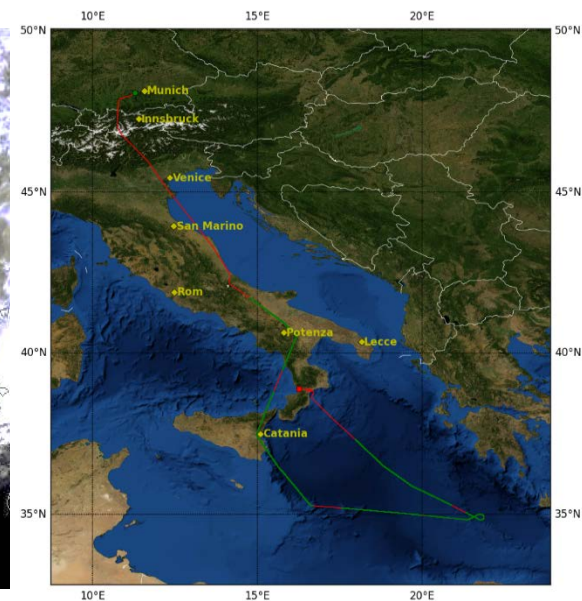 10°E 15°E 20°E
50°N 50°N
Munich
Innsbruck
45°N Venice 45°N
San Marino
Rom
40°N Potenza Lecce 40°N
Catania
35°N 35°N
10°E 15°E 20°E